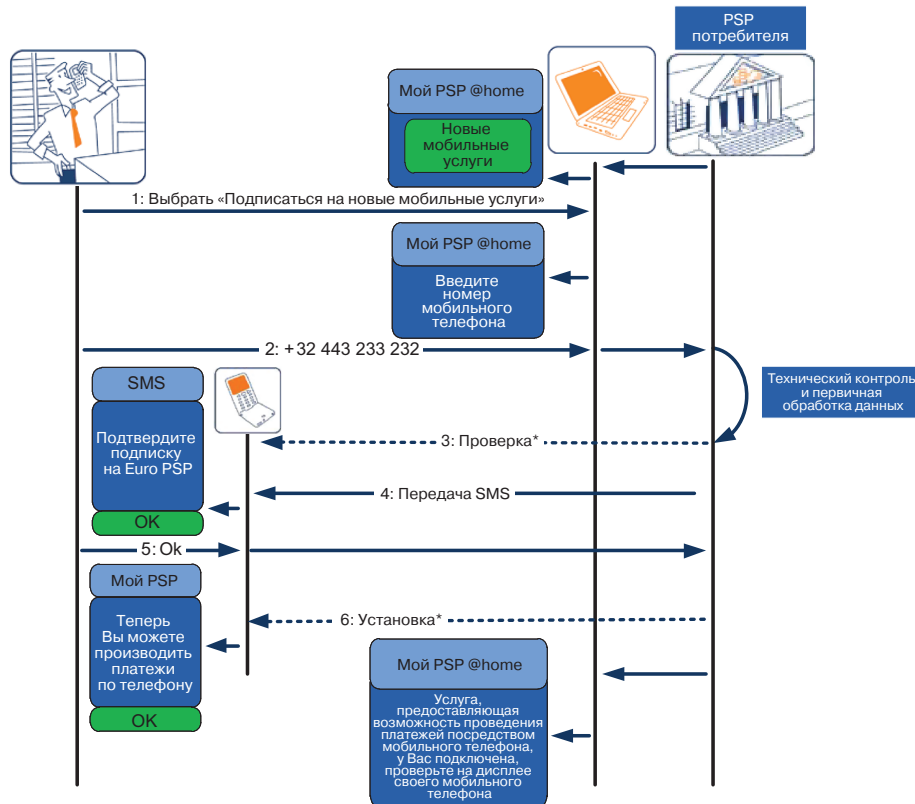 PSP
потребителя
Мой PSP @home
Новые
мобильные
услуги
1: Выбрать «Подписаться на новые мобильные услуги»
Мой PSP @home
Введите
номер
мобильного
телефона
2: +32 443 233 232
Технический контроль
и первичная
обработка данных
SMS
Подтвердите
подписку
на Euro PSP
OK
3: Проверка*
4: Передача SMS
5: Ok
Мой PSP
Теперь
Вы можете
производить
платежи
по телефону
OK
6: Установка*
Мой PSP @home
Услуга,
предоставляющая
возможность проведения
платежей посредством
мобильного телефона,
у Вас подключена,
проверьте на дисплее
своего мобильного
телефона